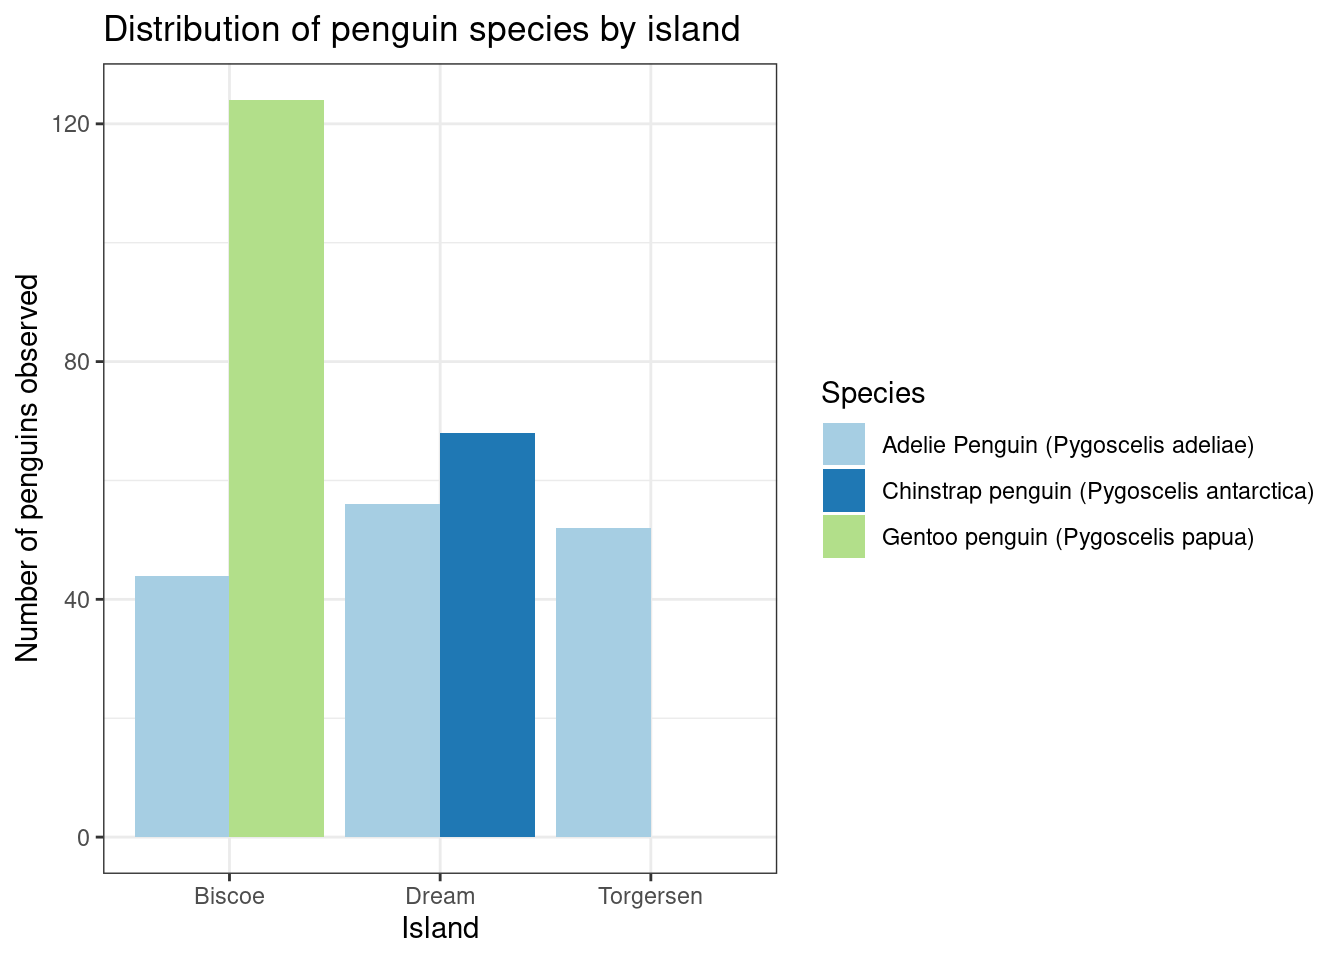 Distribution of penguin species by island
Number of penguins observed
120
80
40
0
Biscoe
Dream
Torgersen
Island
Species
Adelie Penguin (Pygoscelis adeliae)
Chinstrap penguin (Pygoscelis antarctica)
Gentoo penguin (Pygoscelis papua)